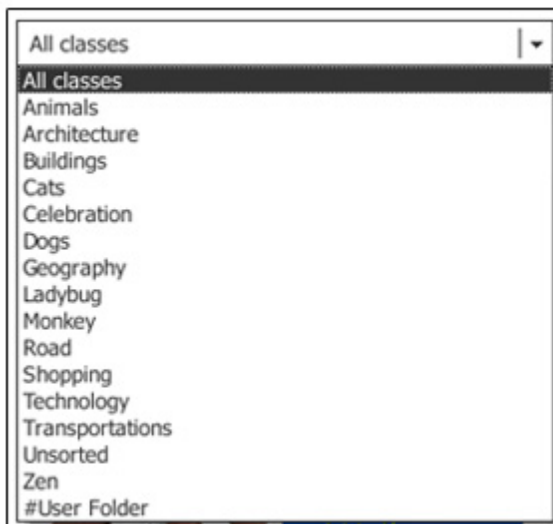 All classes
All classes
Animals
Architecture
Buildings
Cats
Celebration
Dogs
Geography
Ladybug
Monkey
Road
Shopping
Technology
Transportations
Unsorted
Zen
#User Folder